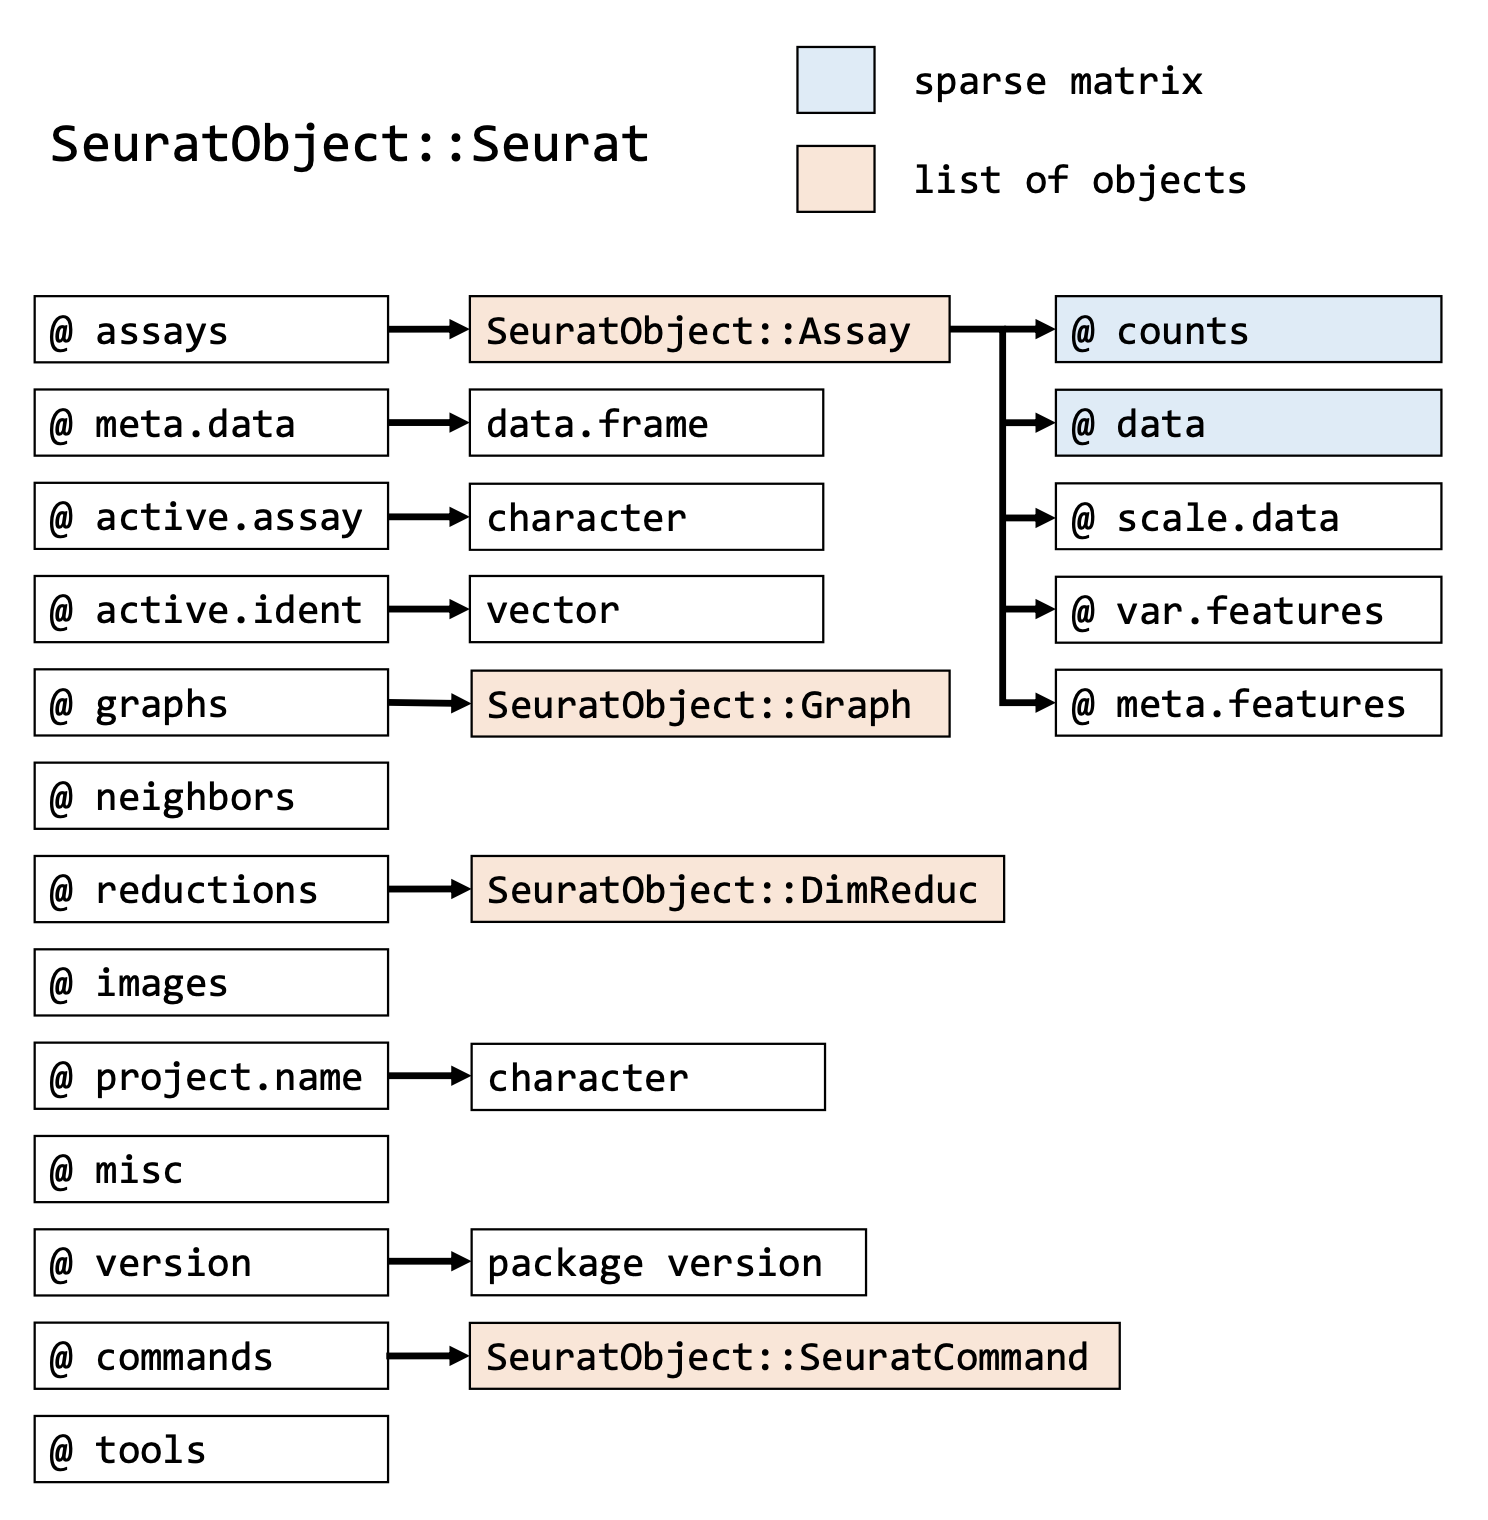 SeuratObject::Seurat
sparse matrix
list of objects
@ assays
SeuratObject::Assay
@ counts
@ meta.data
data.frame
@ data
@ active.assay
character
@ scale.data
@ active.ident
vector
@ var.features
@ graphs
SeuratObject::Graph
@ meta.features
@ neighbors
@ reductions
SeuratObject::DimReduc
@ images
@ project.name
character
@ misc
@ version
package version
@ commands
SeuratObject::SeuratCommand
@ tools